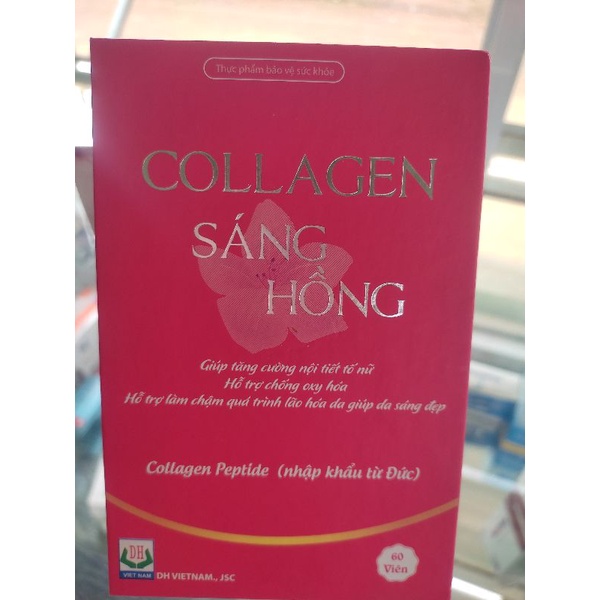 Thực phẩm bảo vệ sức khỏe
COLLAGEN
SÁNG
HỒNG
Giúp tăng cường nội tiết tố nữ
Hỗ trợ chống oxy hóa
Hỗ trợ làm chậm quá trình lão hóa da giúp da sáng đẹp
Collagen Peptide (nhập khẩu từ Đức)
DH
VIET NAM
DH VIETNAM., JSC
60
Viên